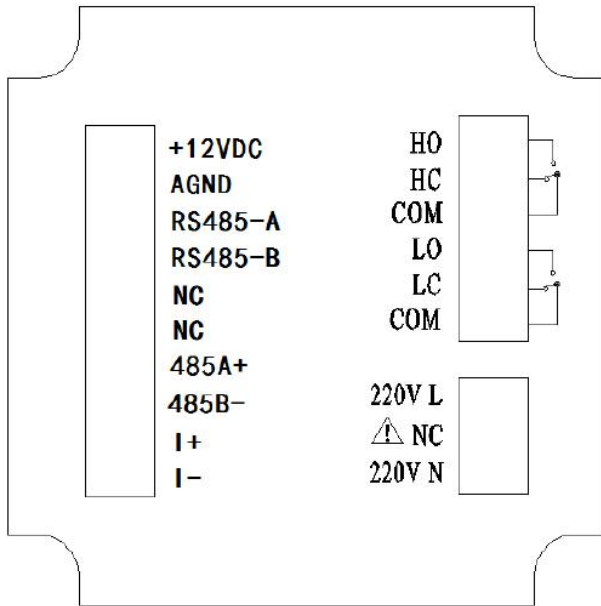 +12VDC
AGND
RS485-A
RS485-B
NC
NC
485A+
485B-
I+
I-
HO
HC
COM
LO
LC
COM
220V L
⚠ NC
220V N